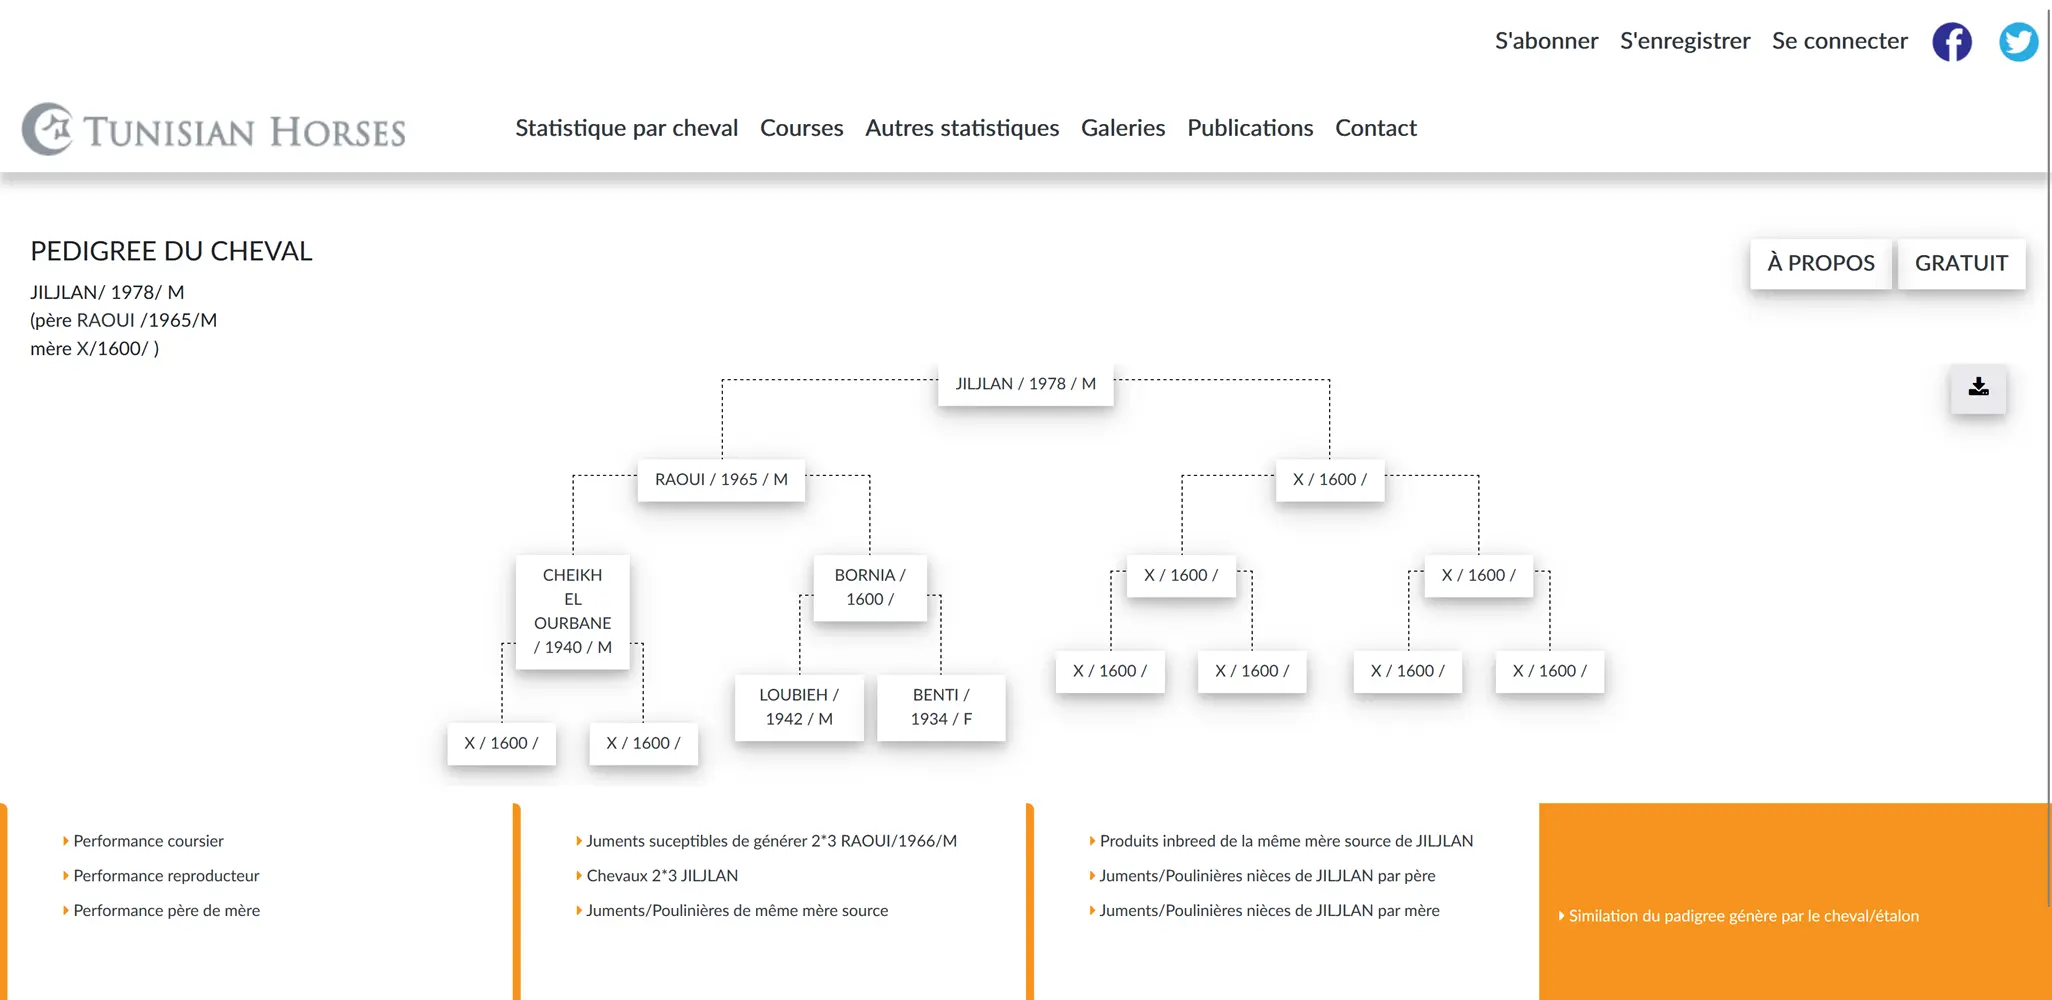 S'abonner S'enregistrer Se connecter
TUNISIAN HORSES
Statistique par cheval Courses Autres statistiques Galeries Publications Contact
PEDIGREE DU CHEVAL
À PROPOS GRATUIT
JILJLAN/ 1978/ M
(père RAOUI /1965/M
mère X/1600/ )
JILJLAN / 1978 / M
RAOUI / 1965 / M
X / 1600 /
CHEIKH
EL
OURBANE
/ 1940 / M
BORNIA /
1600 /
X / 1600 /
X / 1600 /
X / 1600 /
X / 1600 /
LOUBIEH /
1942 / M
BENTI /
1934 / F
X / 1600 /
X / 1600 /
X / 1600 /
X / 1600 /
Performance coursier
Performance reproducteur
Performance père de mère
Juments suceptibles de générer 2*3 RAOUI/1966/M
Chevaux 2*3 JILJLAN
Juments/Poulinières de même mère source
Produits inbreed de la même mère source de JILJLAN
Juments/Poulinières nièces de JILJLAN par père
Juments/Poulinières nièces de JILJLAN par mère
Similation du padigree génère par le cheval/étalon